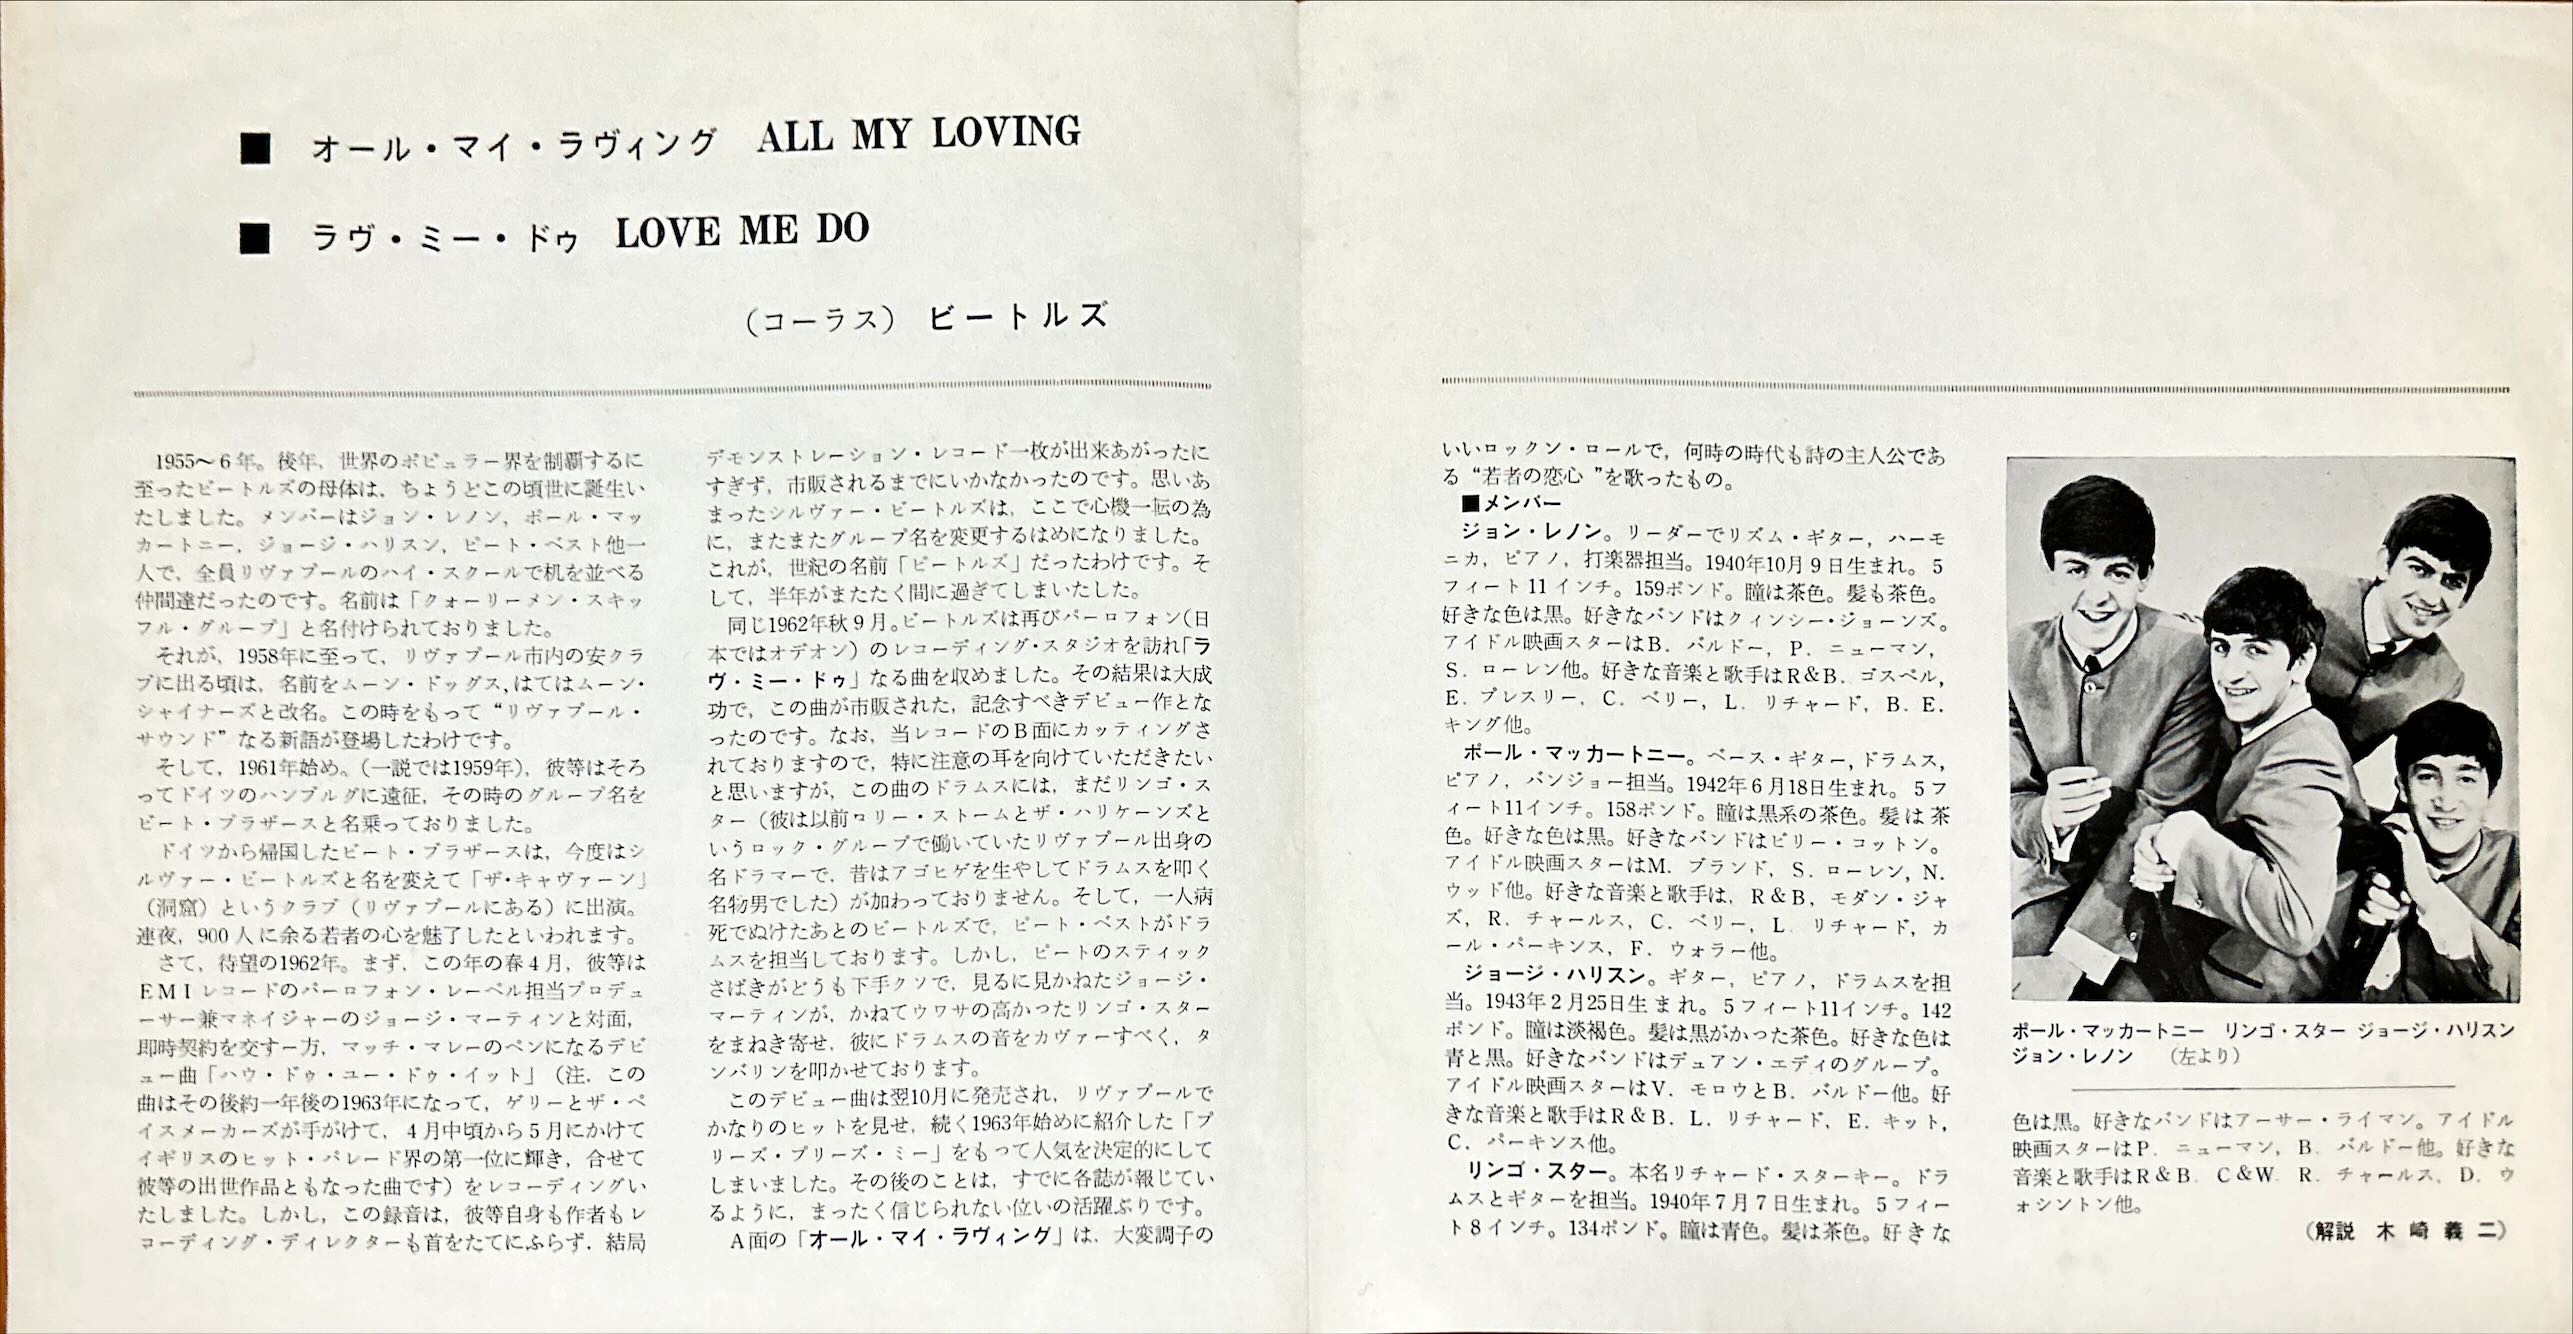 ■ オール・マイ・ラヴィング ALL MY LOVING
■ ラヴ・ミー・ドゥ LOVE ME DO
（コーラス） ビートルズ
1955〜6年。後年，世界のポピュラー界を制覇するに
至ったビートルズの母体は，ちょうどこの頃世に誕生い
たしました。メンバーはジョン・レノン，ポール・マッ
カートニー，ジョージ・ハリスン，ピート・ベスト他一
人で，全員リヴァプールのハイ・スクールで机を並べる
仲間達だったのです。名前は「クォーリーメン・スキッ
フル・グループ」と名付けられておりました。
それが，1958年に至って，リヴァプール市内の安クラ
ブに出る頃は，名前をムーン・ドッグス，はてはムーン・
シャイナーズと改名。この時をもって“リヴァプール・
サウンド”なる新語が登場したわけです。
そして，1961年始め。（一説では1959年），彼等はそろ
ってドイツのハンブルグに遠征，その時のグループ名を
ビート・ブラザースと名乗っておりました。
ドイツから帰国したビート・ブラザースは，今度はシ
ルヴァー・ビートルズと名を変えて「ザ・キャヴァーン」
（洞窟）というクラブ（リヴァプールにある）に出演。
連夜，900人に余る若者の心を魅了したといわれます。
さて，待望の1962年。まず，この年の春4月，彼等は
EMIレコードのパーロフォン・レーベル担当プロデュ
ーサー兼マネイジャーのジョージ・マーティンと対面，
即時契約を交す一方，マッチ・マレーのペンになるデビ
ュー曲「ハウ・ドゥ・ユー・ドゥ・イット」（注．この
曲はその後約一年後の1963年になって，ゲリーとザ・ペ
イスメーカーズが手がけて，4月中頃から5月にかけて
イギリスのヒット・パレード界の第一位に輝き，合せて
彼等の出世作品ともなった曲です）をレコーディングい
たしました。しかし，この録音は，彼等自身も作者もレ
コーディング・ディレクターも首をたてにふらず，結局
デモンストレーション・レコード一枚が出来あがったに
すぎず，市販されるまでにいかなかったのです。思いあ
まったシルヴァー・ビートルズは，ここで心機一転の為
に，またまたグループ名を変更するはめになりました。
これが，世紀の名前「ビートルズ」だったわけです。そ
して，半年がまたたく間に過ぎてしまいたした。
同じ1962年秋9月。ビートルズは再びパーロフォン（日
本ではオデオン）のレコーディング・スタジオを訪れ「ラ
ヴ・ミー・ドゥ」なる曲を収めました。その結果は大成
功で，この曲が市販された，記念すべきデビュー作とな
ったのです。なお，当レコードのB面にカッティングさ
れておりますので，特に注意の耳を向けていただきたい
と思いますが，この曲のドラムスには，まだリンゴ・ス
ター（彼は以前ロリー・ストームとザ・ハリケーンズと
いうロック・グループで働いていたリヴァプール出身の
名ドラマーで，昔はアゴヒゲを生やしてドラムスを叩く
名物男でした）が加わっておりません。そして，一人病
死でぬけたあとのビートルズで，ピート・ベストがドラ
ムスを担当しております。しかし，ピートのスティック
さばきがどうも下手クソで，見るに見かねたジョージ・
マーティンが，かねてウワサの高かったリンゴ・スター
をまねき寄せ，彼にドラムスの音をカヴァーすべく，タ
ンバリンを叩かせております。
このデビュー曲は翌10月に発売され，リヴァプールで
かなりのヒットを見せ，続く1963年始めに紹介した「プ
リーズ・プリーズ・ミー」をもって人気を決定的にして
しまいました。その後のことは，すでに各誌が報じてい
るように，まったく信じられない位いの活躍ぶりです。
A面の「オール・マイ・ラヴィング」は，大変調子の
いいロックン・ロールで，何時の時代も詩の主人公であ
る“若者の恋心”を歌ったもの。
■メンバー
ジョン・レノン。リーダーでリズム・ギター，ハーモ
ニカ，ピアノ，打楽器担当。1940年10月9日生まれ。5
フィート11インチ。159ポンド。瞳は茶色。髪も茶色。
好きな色は黒。好きなバンドはクィンシー・ジョーンズ。
アイドル映画スターはB．バルドー，P．ニューマン，
S．ローレン他。好きな音楽と歌手はR&B．ゴスペル，
E．プレスリー，C．ベリー，L．リチャード，B．E．
キング他。
ポール・マッカートニー。ベース・ギター，ドラムス，
ピアノ，バンジョー担当。1942年6月18日生まれ。5フ
ィート11インチ。158ポンド。瞳は黒系の茶色。髪は茶
色。好きな色は黒。好きなバンドはビリー・コットン。
アイドル映画スターはM．ブランド，S．ローレン，N．
ウッド他。好きな音楽と歌手は，R&B，モダン・ジャ
ズ，R．チャールス，C．ベリー，L．リチャード，カ
ール・パーキンス，F．ウォラー他。
ジョージ・ハリスン。ギター，ピアノ，ドラムスを担
当。1943年2月25日生まれ。5フィート11インチ。142
ポンド。瞳は淡褐色。髪は黒がかった茶色。好きな色は
青と黒。好きなバンドはデュアン・エディのグループ。
アイドル映画スターはV．モロウとB．バルドー他。好
きな音楽と歌手はR&B．L．リチャード，E．キット，
C．パーキンス他。
リンゴ・スター。本名リチャード・スターキー。ドラ
ムスとギターを担当。1940年7月7日生まれ。5フィー
ト8インチ。134ポンド。瞳は青色。髪は茶色。好きな
ポール・マッカートニー リンゴ・スター ジョージ・ハリスン
ジョン・レノン （左より）
色は黒。好きなバンドはアーサー・ライマン。アイドル
映画スターはP．ニューマン，B．バルドー他。好きな
音楽と歌手はR&B．C&W．R．チャールス，D．ウ
ォシントン他。
（解説 木崎義二）